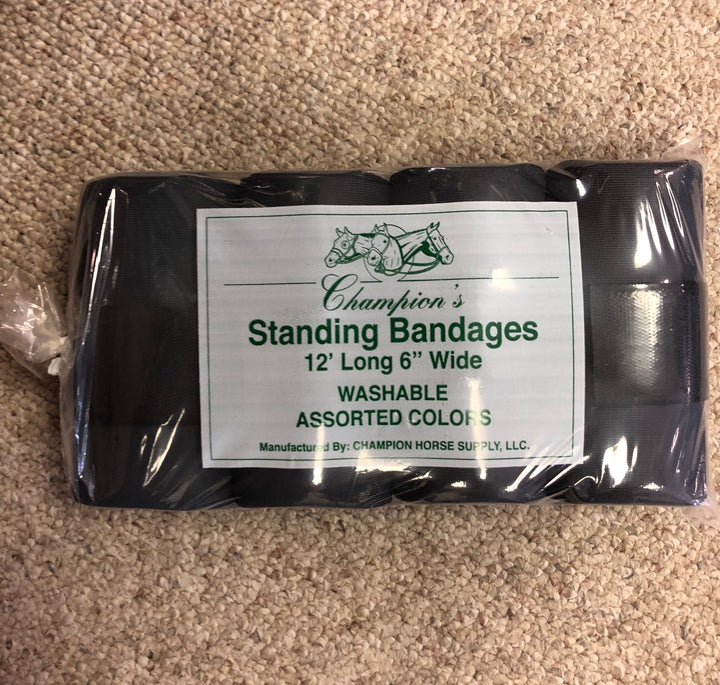 Champion's
Standing Bandages
12' Long 6" Wide
WASHABLE
ASSORTED COLORS
Manufactured By: CHAMPION HORSE SUPPLY, LLC.